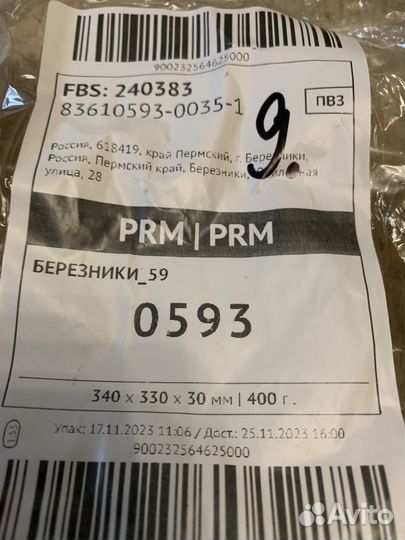 900232564625000
FBS: 240383
83610593-0035-1
ПВЗ
9.
Россия, 618419, край Пермский, г. Березники,
Россия, Пермский край, Березники,
улица, 28
PRM | PRM
БЕРЕЗНИКИ_59
0593
340 x 330 x 30 мм | 400 г.
Упак: 17.11.2023 11:06 / Дост.: 25.11.2023 16:00
900232564625000
Avito